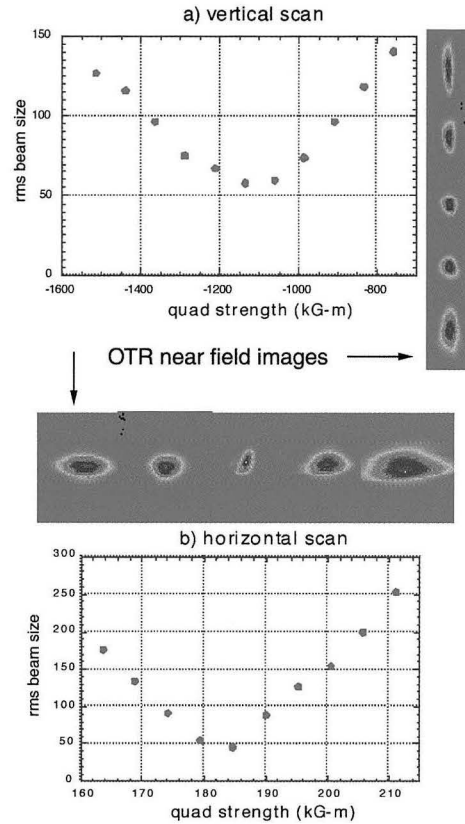 a) vertical scan
150
100
50
0
rms beam size
-1600 -1400 -1200 -1000 -800
quad strength (kG-m)
OTR near field images
b) horizontal scan
300
250
200
150
100
50
0
rms beam size
160 170 180 190 200 210
quad strength (kG-m)